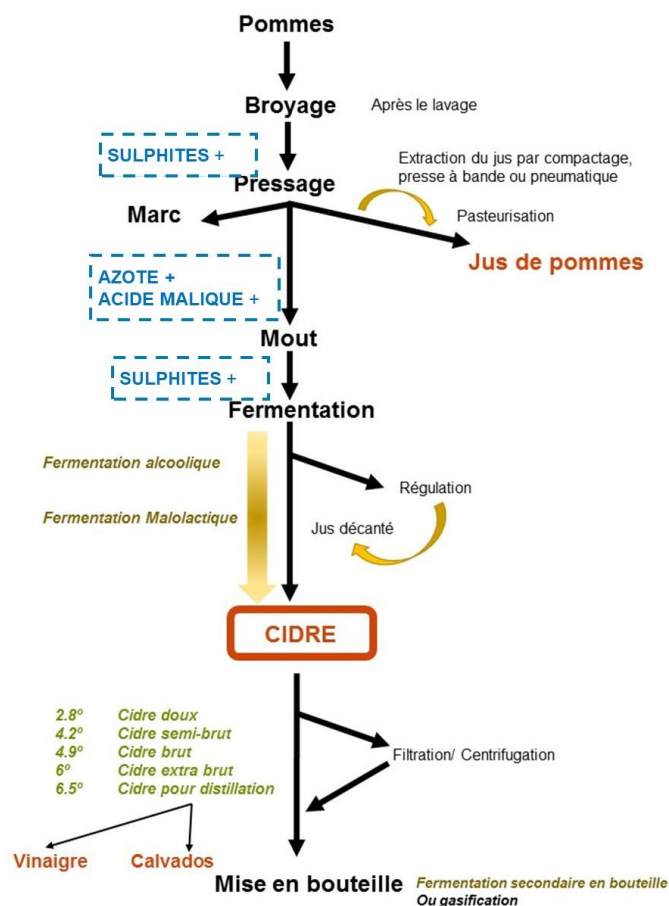 Pommes
Broyage
Après le lavage
SULPHITES +
Extraction du jus par compactage,
presse à bande ou pneumatique
Pressage
Marc
Pasteurisation
Jus de pommes
AZOTE +
ACIDE MALIQUE +
Mout
SULPHITES +
Fermentation
Fermentation alcoolique
Régulation
Fermentation Malolactique
Jus décanté
CIDRE
2.8º Cidre doux
4.2º Cidre semi-brut
4.9º Cidre brut
6º Cidre extra brut
6.5º Cidre pour distillation
Filtration/ Centrifugation
Vinaigre
Calvados
Mise en bouteille
Fermentation secondaire en bouteille
Ou gasification